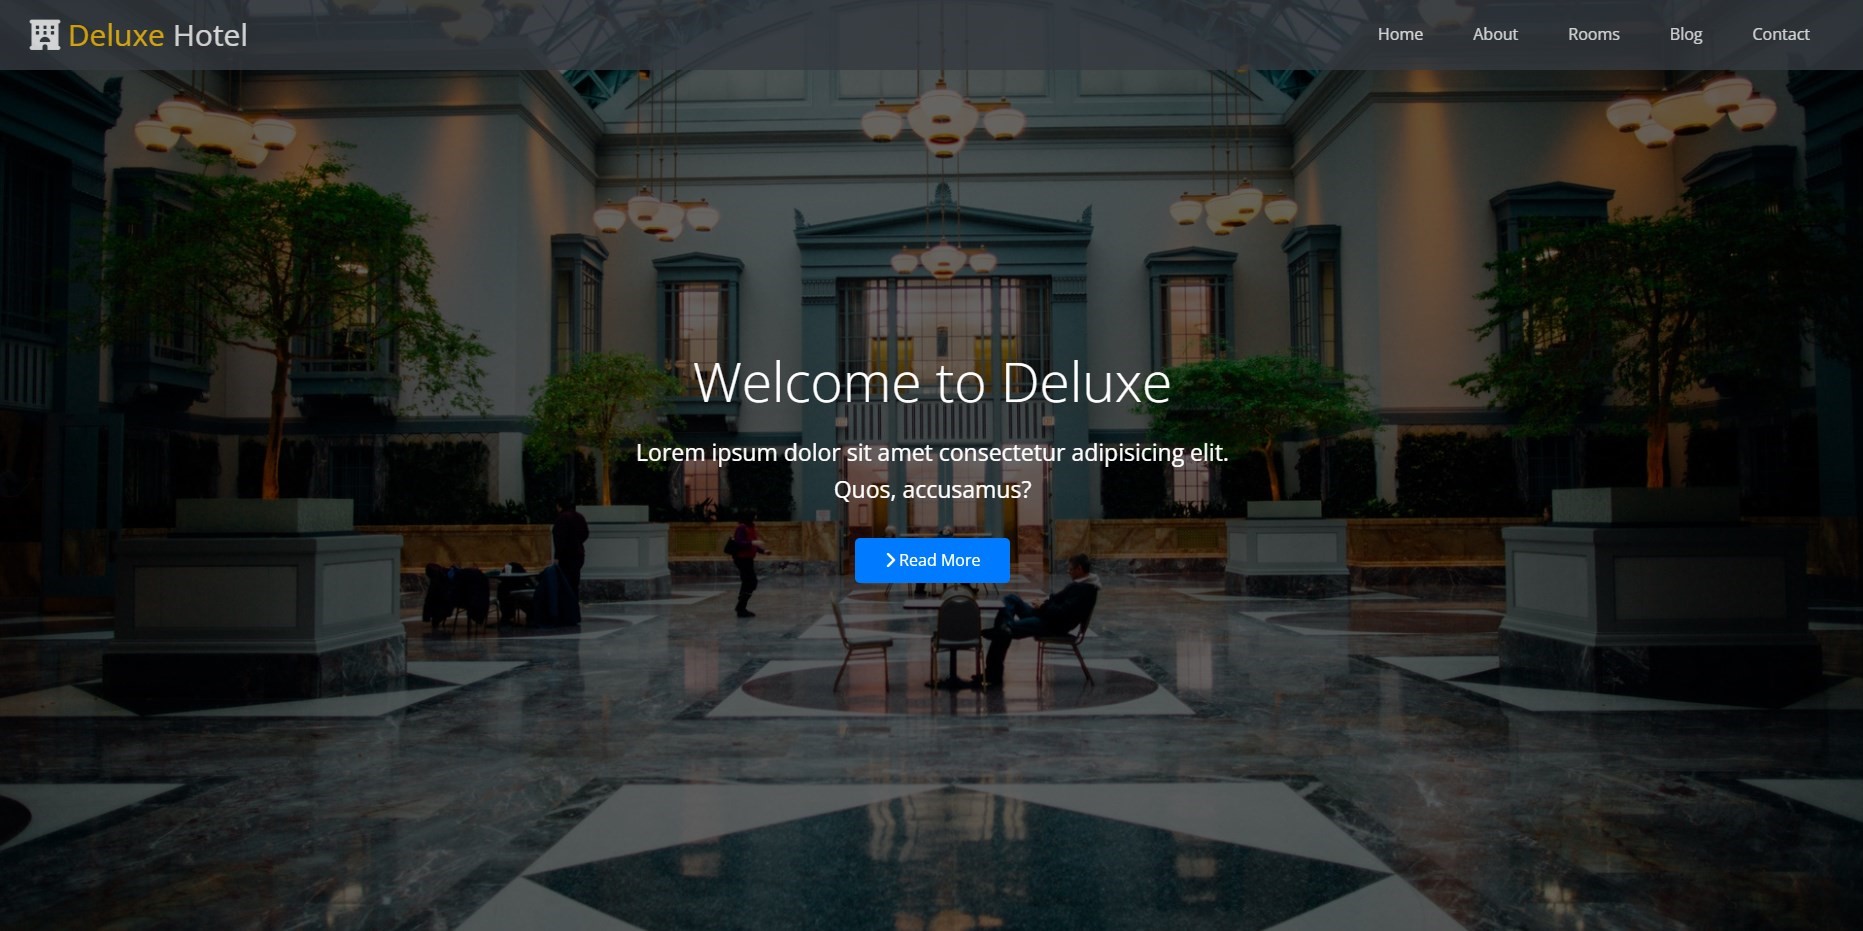 Deluxe Hotel
Home About Rooms Blog Contact
Welcome to Deluxe
Lorem ipsum dolor sit amet consectetur adipisicing elit.
Quos, accusamus?
Read More